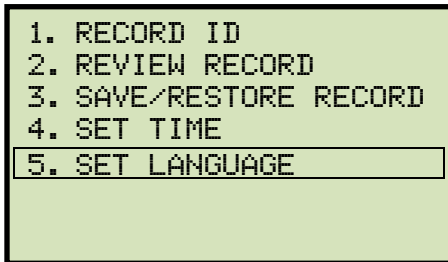 1. RECORD ID
2. REVIEW RECORD
3. SAVE/RESTORE RECORD
4. SET TIME
5. SET LANGUAGE